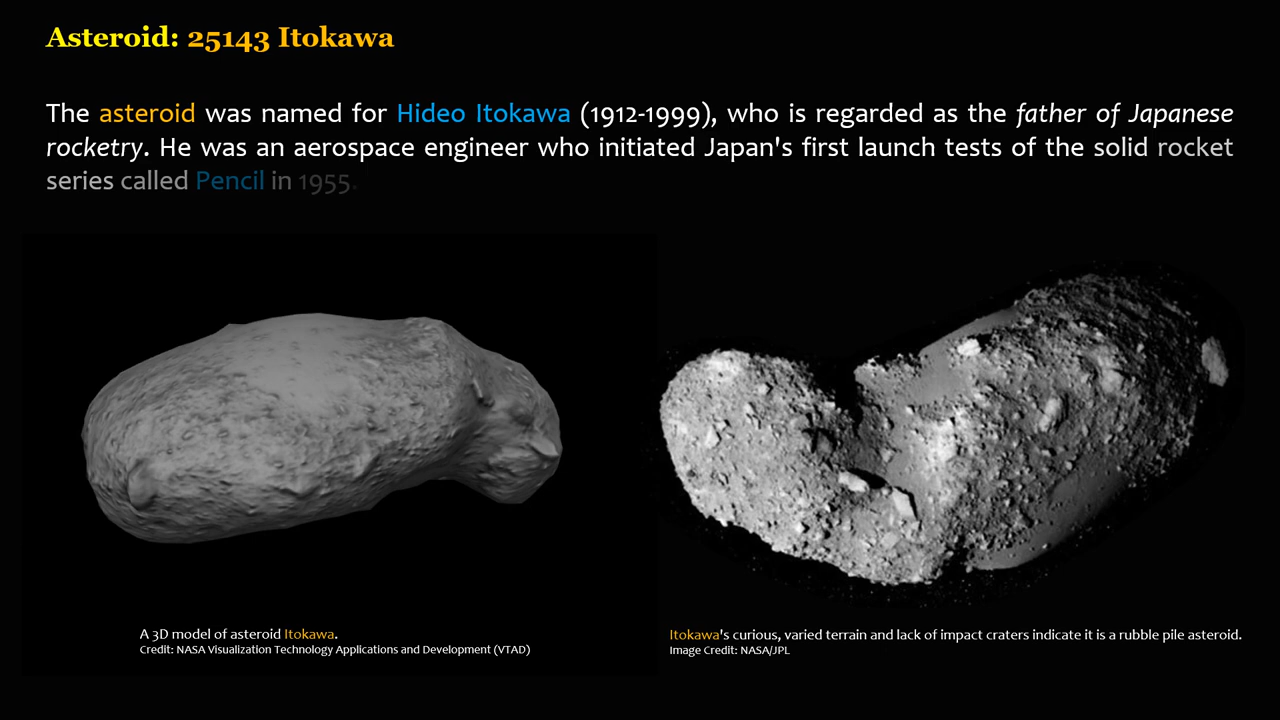 Asteroid: 25143 Itokawa
The asteroid was named for Hideo Itokawa (1912-1999), who is regarded as the father of Japanese
rocketry. He was an aerospace engineer who initiated Japan's first launch tests of the solid rocket
series called Pencil in 1955.
A 3D model of asteroid Itokawa.
Credit: NASA Visualization Technology Applications and Development (VTAD)
Itokawa's curious, varied terrain and lack of impact craters indicate it is a rubble pile asteroid.
Image Credit: NASA/JPL